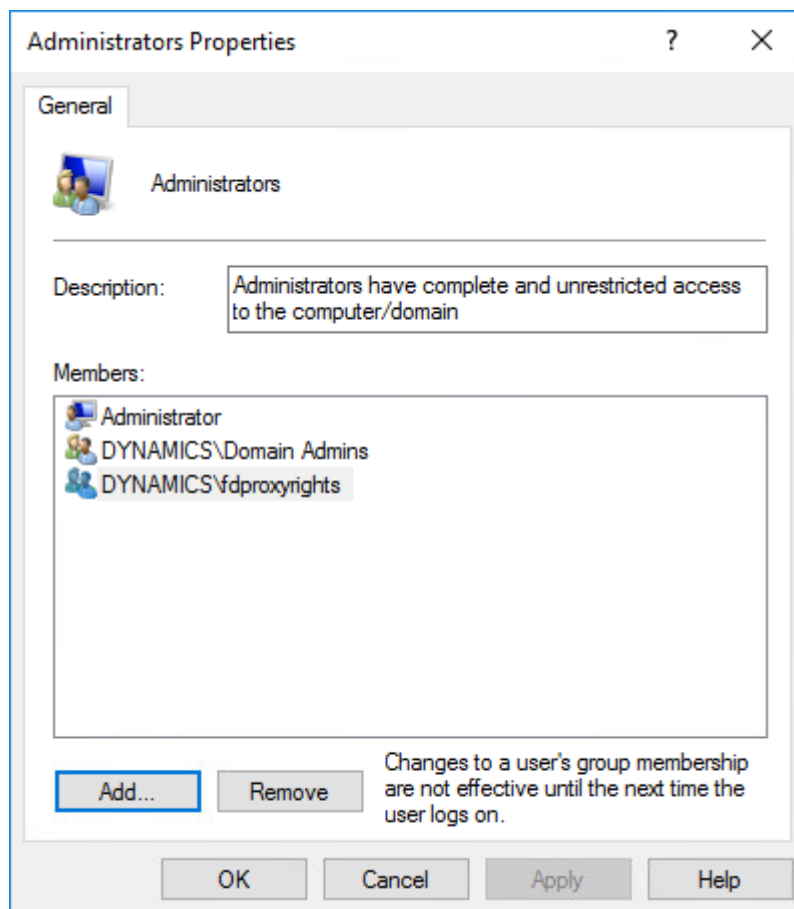 Administrators Properties
?
General
Administrators
Description:
Administrators have complete and unrestricted access
to the computer/domain
Members:
Administrator
DYNAMICS\Domain Admins
DYNAMICS\fdproxyrights
Add...
Remove
Changes to a user's group membership
are not effective until the next time the
user logs on.
OK
Cancel
Apply
Help